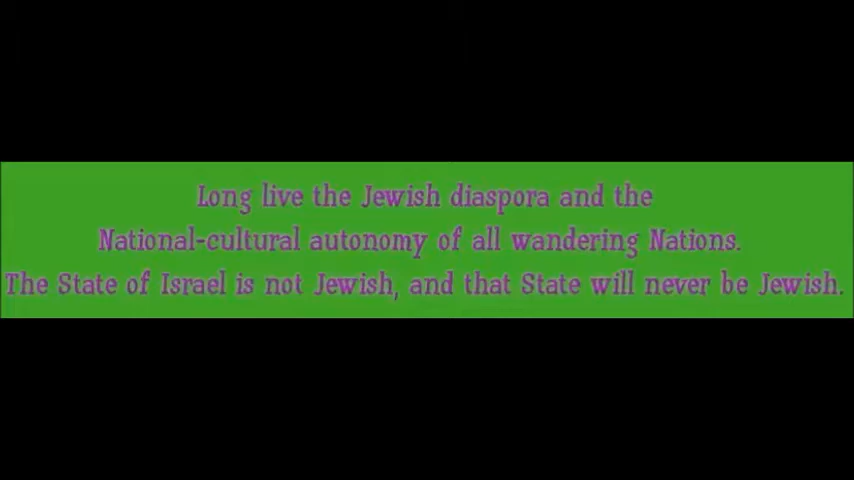 Long live the Jewish diaspora and the
National-cultural autonomy of all wandering Nations.
The State of Israel is not Jewish, and that State will never be Jewish.